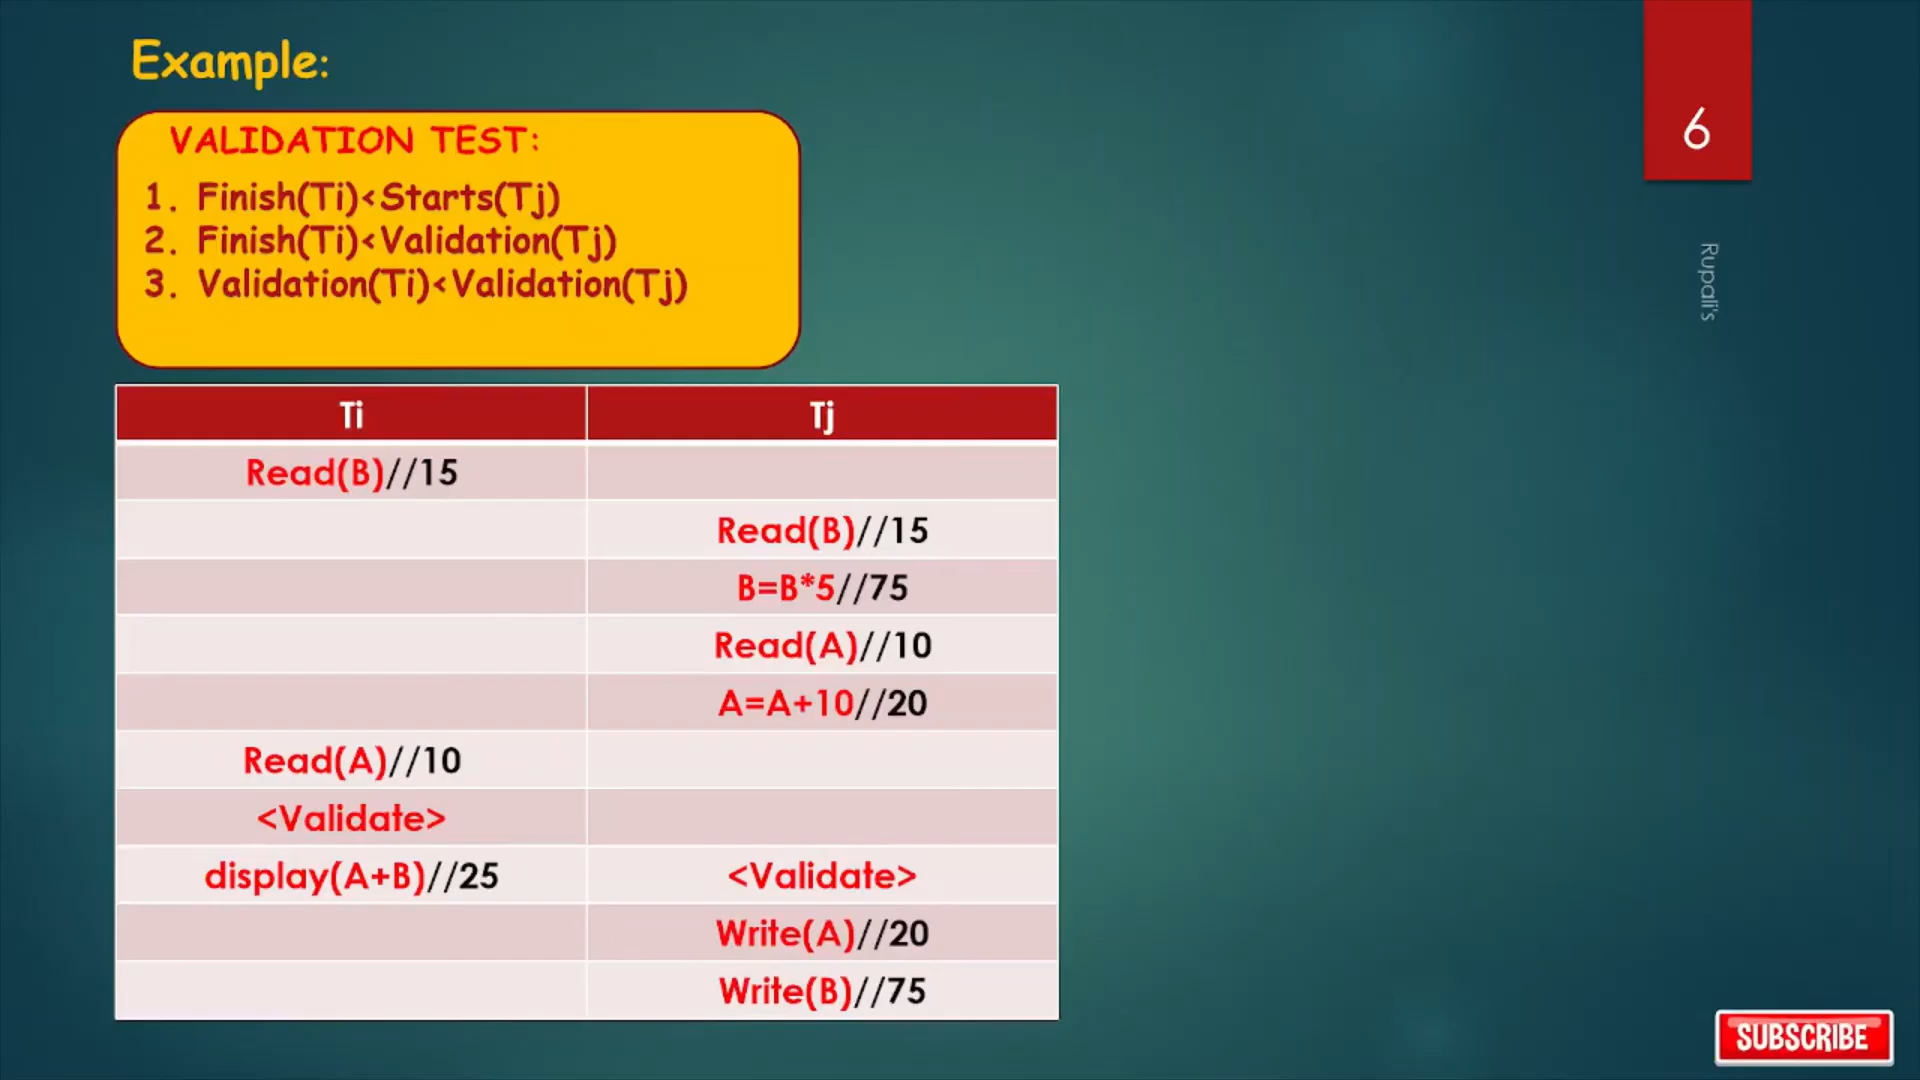 Example:
6
VALIDATION TEST:
1. Finish(Ti)<Starts(Tj)
2. Finish(Ti)<Validation(Tj)
3. Validation(Ti)<Validation(Tj)
Rupali's
Ti Tj
Read(B)//15
Read(B)//15
B=B*5//75
Read(A)//10
A=A+10//20
Read(A)//10
<Validate>
display(A+B)//25 <Validate>
Write(A)//20
Write(B)//75
SUBSCRIBE